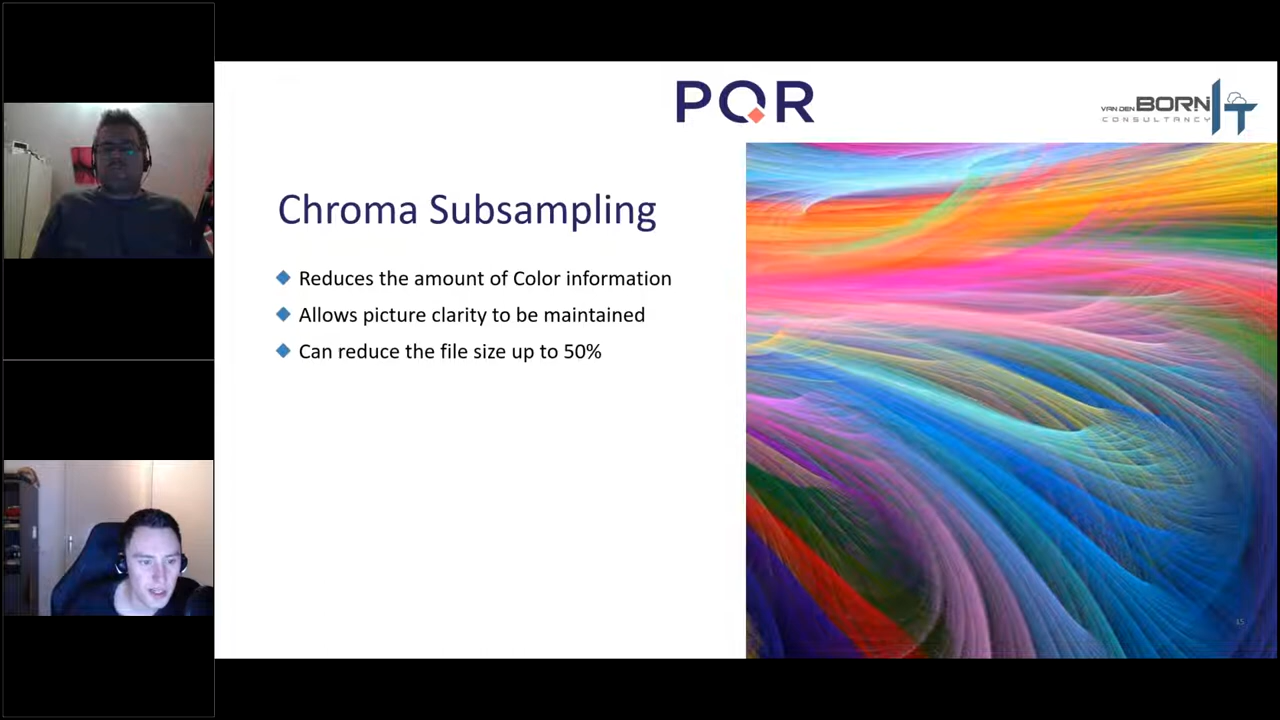 PQR
VAN DEN BORN IT
CONSULTANCY
Chroma Subsampling
Reduces the amount of Color information
Allows picture clarity to be maintained
Can reduce the file size up to 50%
15